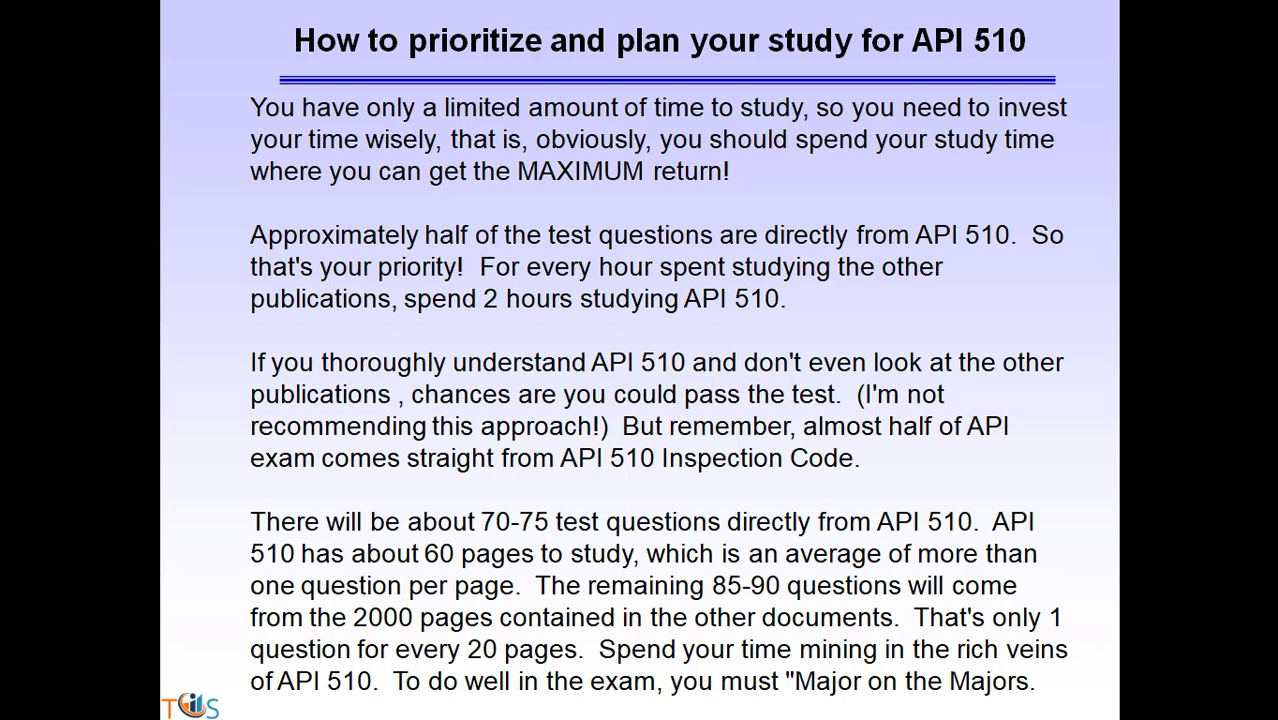 How to prioritize and plan your study for API 510
You have only a limited amount of time to study, so you need to invest
your time wisely, that is, obviously, you should spend your study time
where you can get the MAXIMUM return!
Approximately half of the test questions are directly from API 510.  So
that's your priority!  For every hour spent studying the other
publications, spend 2 hours studying API 510.
If you thoroughly understand API 510 and don't even look at the other
publications , chances are you could pass the test.  (I'm not
recommending this approach!)  But remember, almost half of API
exam comes straight from API 510 Inspection Code.
There will be about 70-75 test questions directly from API 510.  API
510 has about 60 pages to study, which is an average of more than
one question per page.  The remaining 85-90 questions will come
from the 2000 pages contained in the other documents.  That's only 1
question for every 20 pages.  Spend your time mining in the rich veins
of API 510.  To do well in the exam, you must "Major on the Majors.